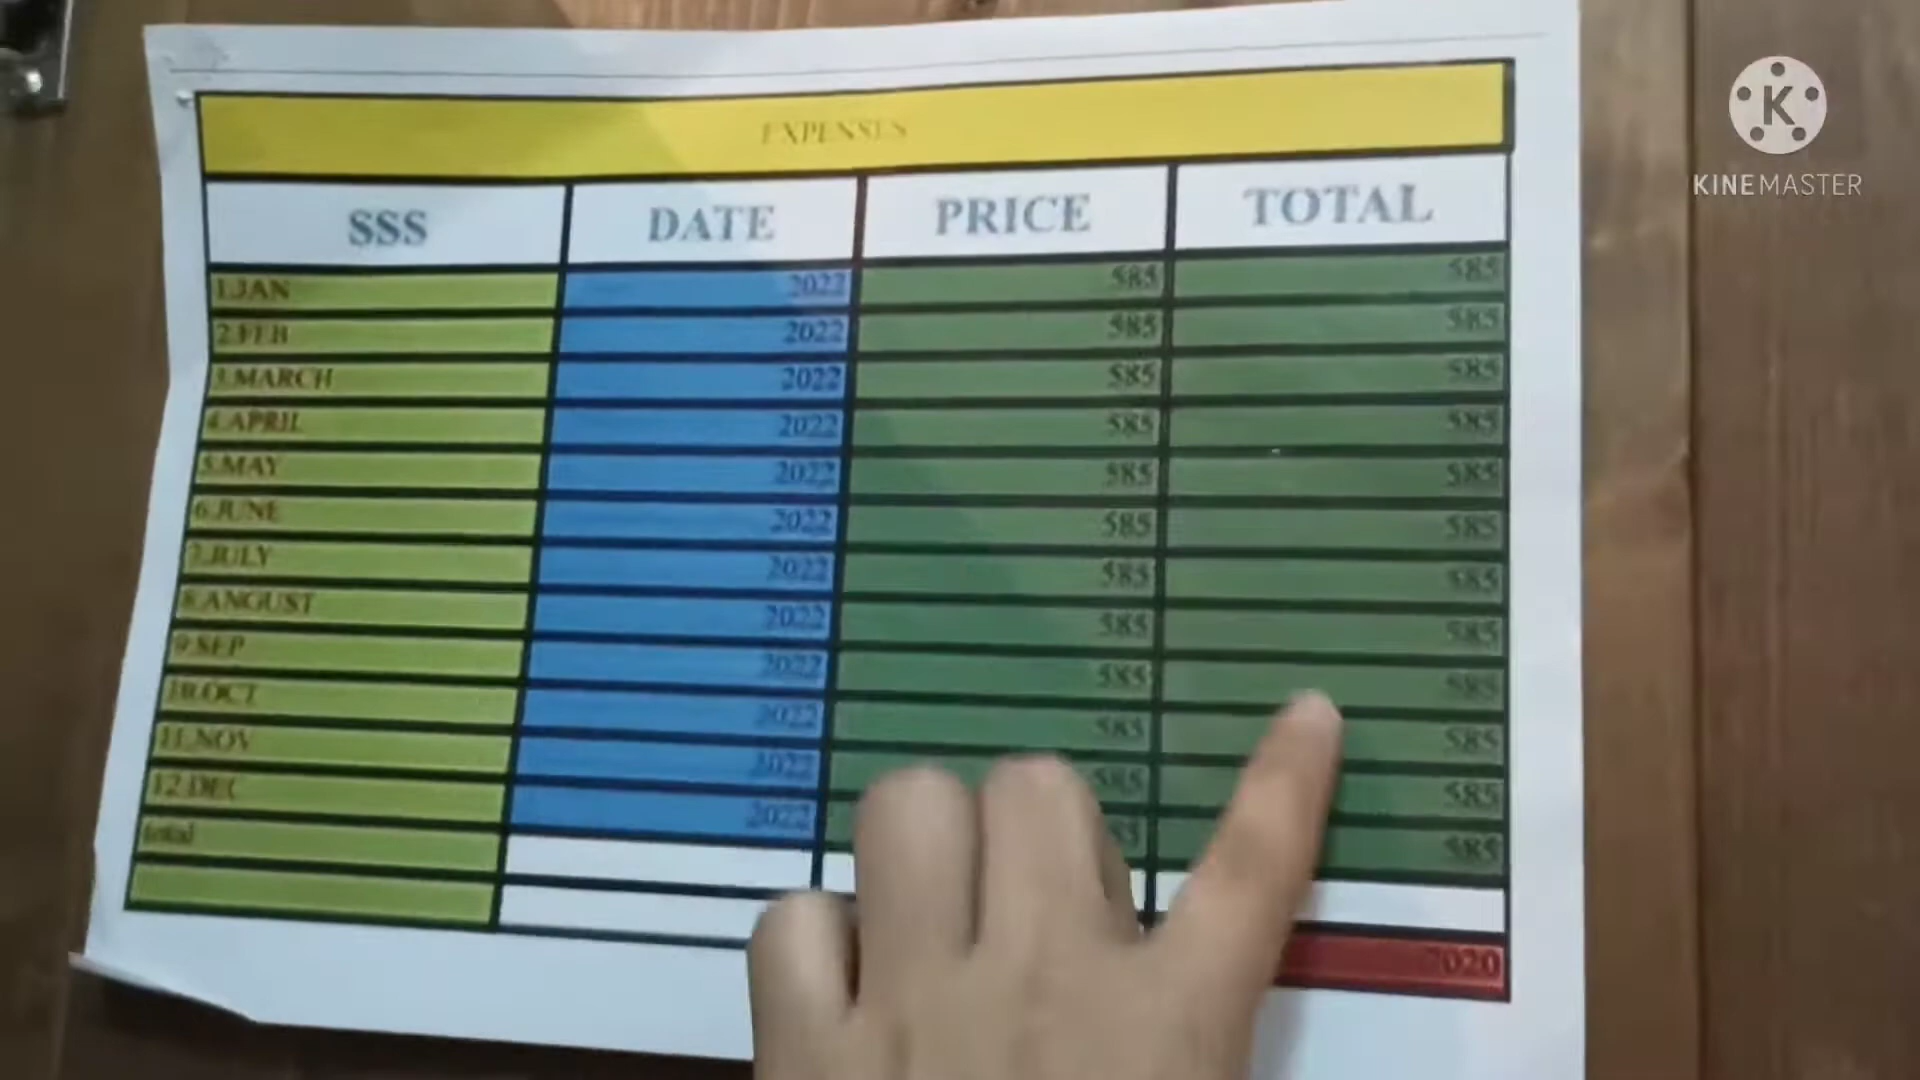 EXPENSES
SSS DATE PRICE TOTAL
1.JAN 2022 585 585
2.FEB 2022 585 585
3.MARCH 2022 585 585
4.APRIL 2022 585 585
5.MAY 2022 585 585
6.JUNE 2022 585 585
7.JULY 2022 585 585
8.ANGUST 2022 585 585
9.SEP 2022 585 585
10.OCT 2022 585 585
11.NOV 2022 585 585
12.DEC 2022 585
total
2020
K
KINEMASTER